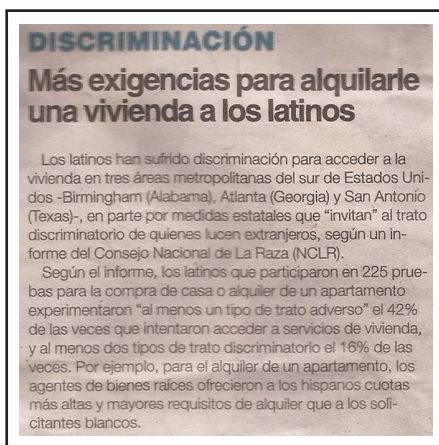 DISCRIMINACIÓN
Más exigencias para alquilarle
una vivienda a los latinos
Los latinos han sufrido discriminación para acceder a la
vivienda en tres áreas metropolitanas del sur de Estados Uni-
dos -Birmingham (Alabama), Atlanta (Georgia) y San Antonio
(Texas)-, en parte por medidas estatales que “invitan” al trato
discriminatorio de quienes lucen extranjeros, según un in-
forme del Consejo Nacional de La Raza (NCLR).
Según el informe, los latinos que participaron en 225 prue-
bas para la compra de casa o alquiler de un apartamento
experimentaron “al menos un tipo de trato adverso” el 42%
de las veces que intentaron acceder a servicios de vivienda,
y al menos dos tipos de trato discriminatorio el 16% de las
veces. Por ejemplo, para el alquiler de un apartamento, los
agentes de bienes raíces ofrecieron a los hispanos cuotas
más altas y mayores requisitos de alquiler que a los soli-
citantes blancos.